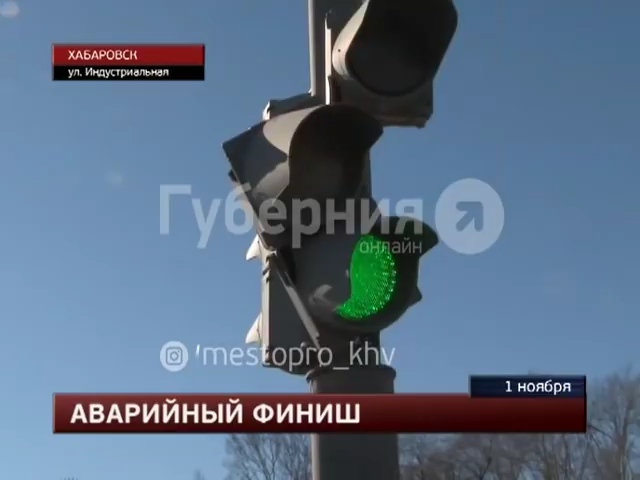 ХАБАРОВСК
ул. Индустриальная
Губерния
онлайн
'mestopro_khv
1 ноября
АВАРИЙНЫЙ ФИНИШ